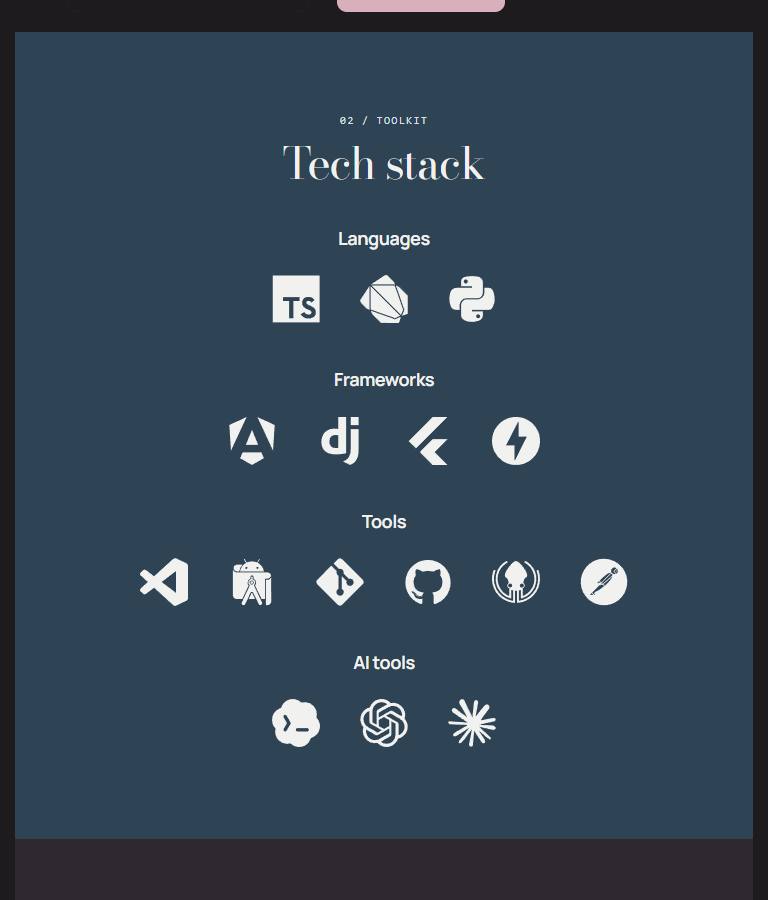 02 / TOOLKIT
Tech stack
Languages
TS
Frameworks
dj
Tools
AI tools